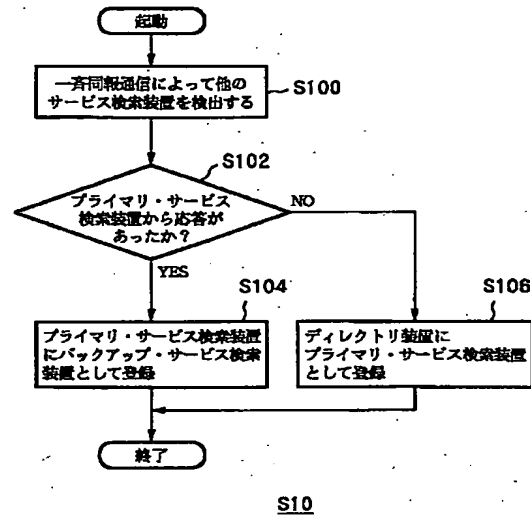 起動
一斉同報通信によって他の
サービス検索装置を検出する
S100
S102
プライマリ・サービス
検索装置から応答が
あったか?
NO
YES
S104
S106
プライマリ・サービス検索装置
にバックアップ・サービス検索
装置として登録
ディレクトリ装置に
プライマリ・サービス検索装置
として登録
終了
S10